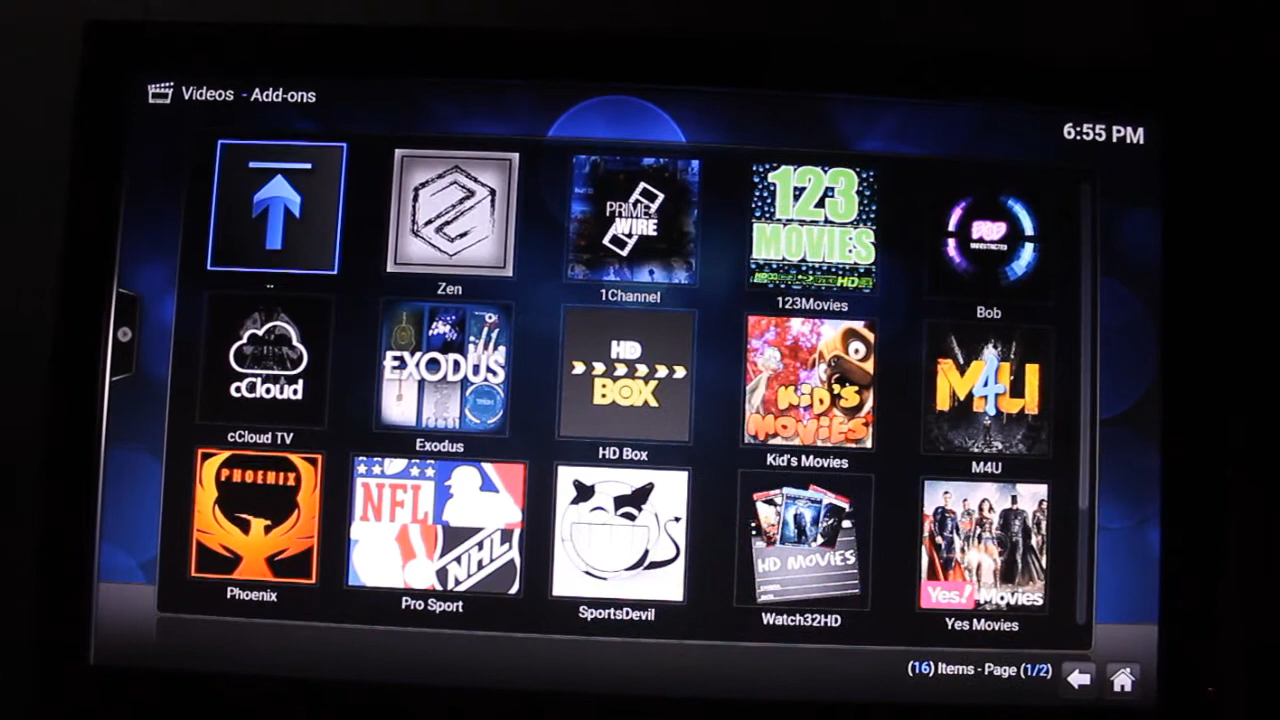 Videos - Add-ons
6:55 PM
..
Zen
PRIME
WIRE
1Channel
123
MOVIES
123Movies
Bob
cCloud
cCloud TV
EXODUS
Exodus
HD
BOX
HD Box
KiD'S
MOVIES
Kid's Movies
M4U
M4U
PHOENIX
Phoenix
NFL
NHL
Pro Sport
SportsDevil
HD MOVIES
Watch32HD
Yes! Movies
Yes Movies
(16) Items - Page (1/2)